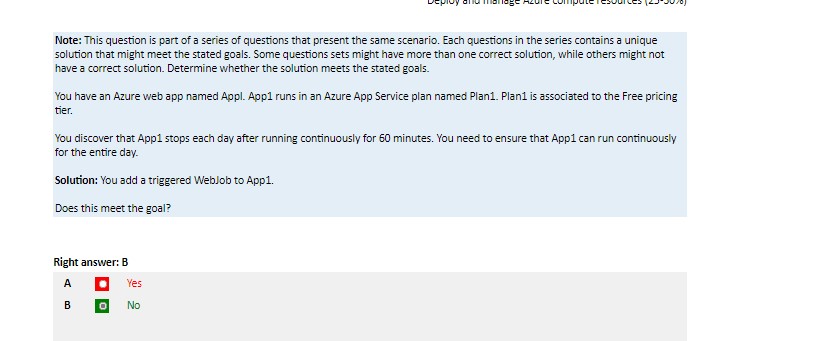 Deploy and manage Azure compute resources (25-30%)
Note: This question is part of a series of questions that present the same scenario. Each questions in the series contains a unique
solution that might meet the stated goals. Some questions sets might have more than one correct solution, while others might not
have a correct solution. Determine whether the solution meets the stated goals.
You have an Azure web app named Appl. App1 runs in an Azure App Service plan named Plan1. Plan1 is associated to the Free pricing
tier.
You discover that App1 stops each day after running continuously for 60 minutes. You need to ensure that App1 can run continuously
for the entire day.
Solution: You add a triggered WebJob to App1.
Does this meet the goal?
Right answer: B
A Yes
B No